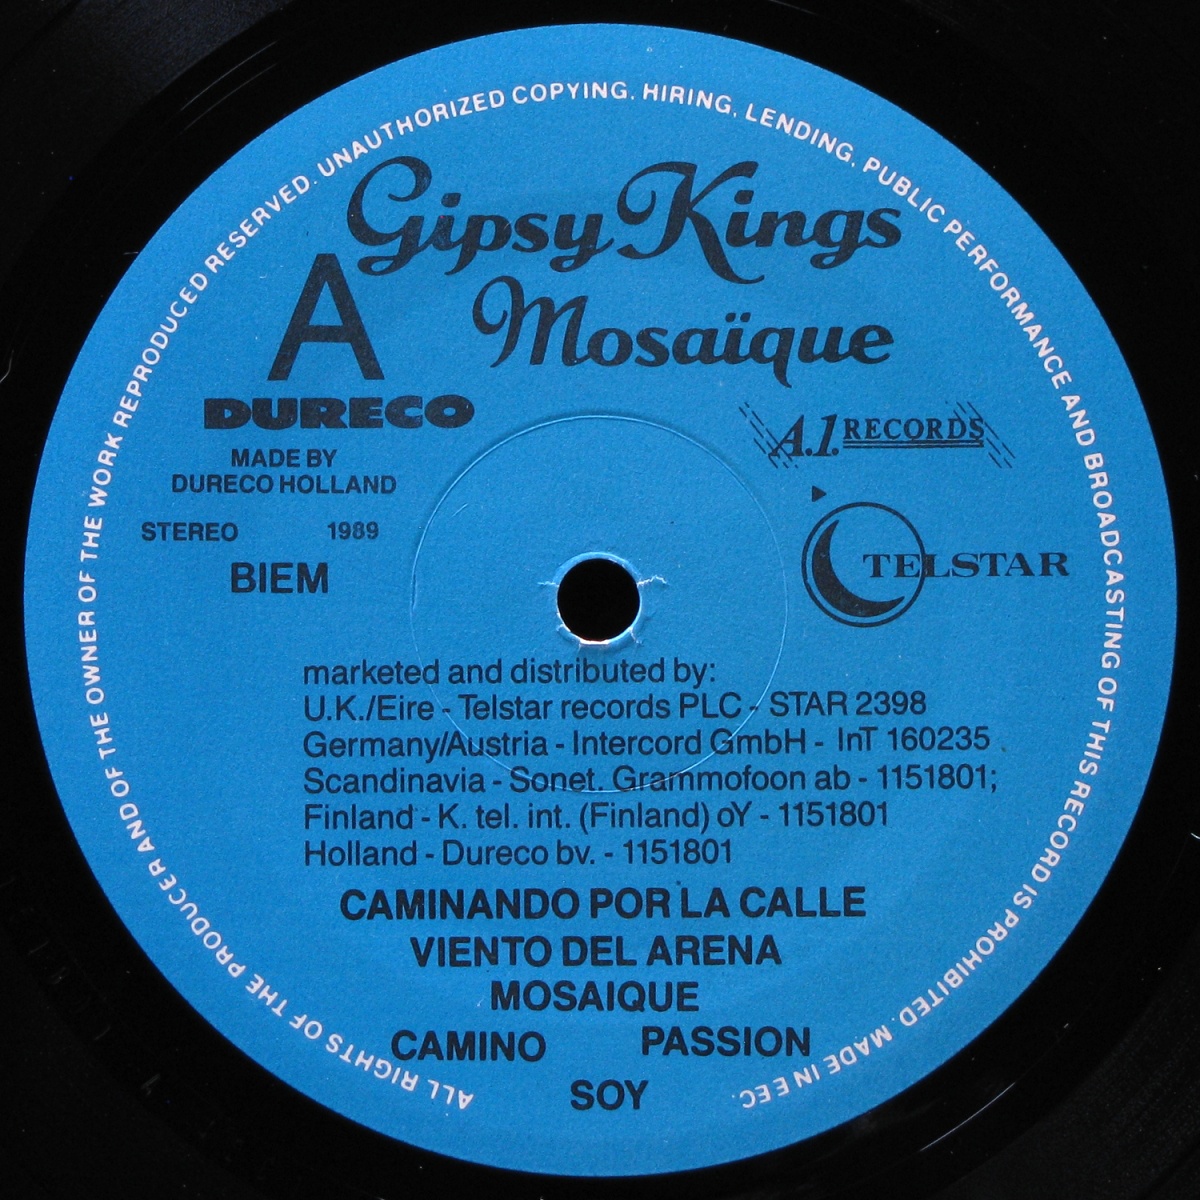 ALL RIGHTS OF THE PRODUCER AND OF THE OWNER OF THE WORK REPRODUCED RESERVED. UNAUTHORIZED COPYING. HIRING, LENDING, PUBLIC PERFORMANCE AND BROADCASTING OF THIS RECORD IS PROHIBITED. MADE IN EEC.
Gipsy Kings
A
Mosaïque
DURECO
A.1. RECORDS
MADE BY
DURECO HOLLAND
STEREO 1989
TELSTAR
BIEM
marketed and distributed by:
U.K./Eire - Telstar records PLC - STAR 2398
Germany/Austria - Intercord GmbH - InT 160235
Scandinavia - Sonet. Grammofoon ab - 1151801;
Finland - K. tel. int. (Finland) oY - 1151801
Holland - Dureco bv. - 1151801
CAMINANDO POR LA CALLE
VIENTO DEL ARENA
MOSAIQUE
CAMINO PASSION
SOY